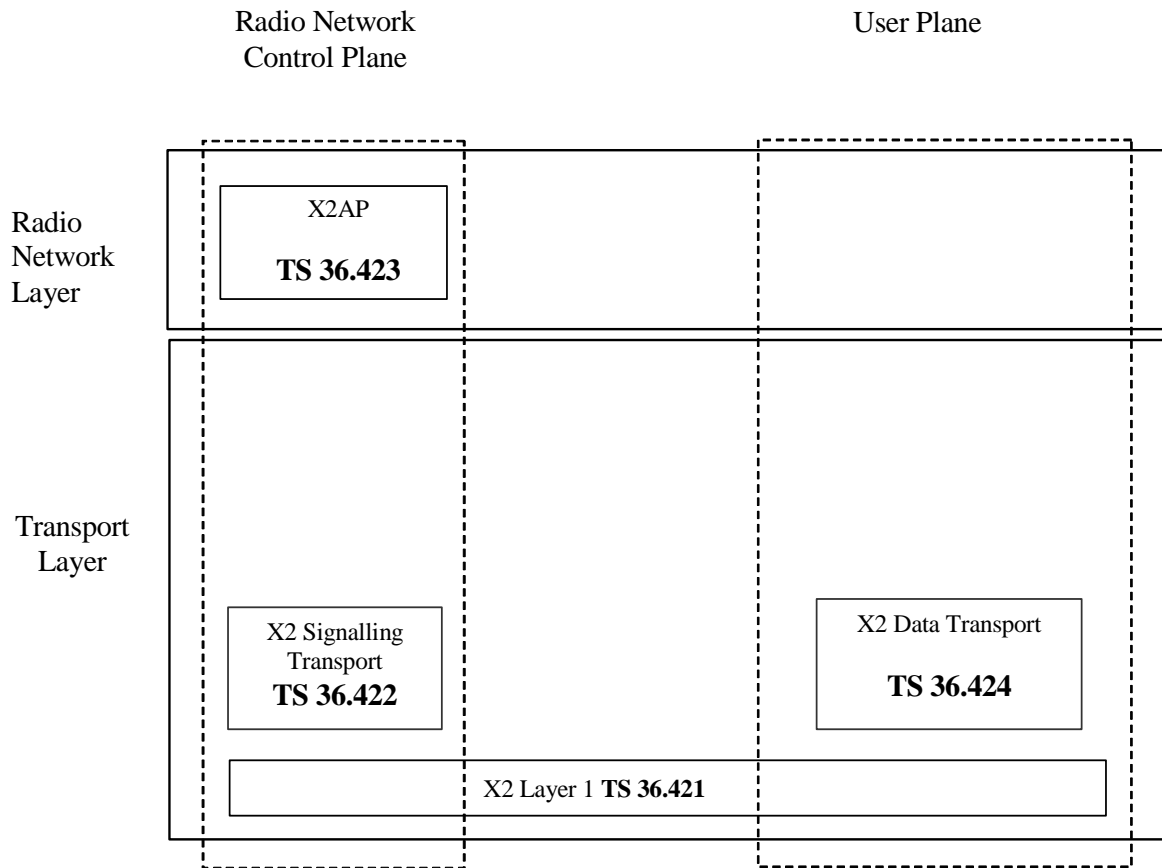 Radio Network
Control Plane
User Plane
Radio
Network
Layer
X2AP
TS 36.423
Transport
Layer
X2 Signalling
Transport
TS 36.422
X2 Data Transport
TS 36.424
X2 Layer 1 TS 36.421